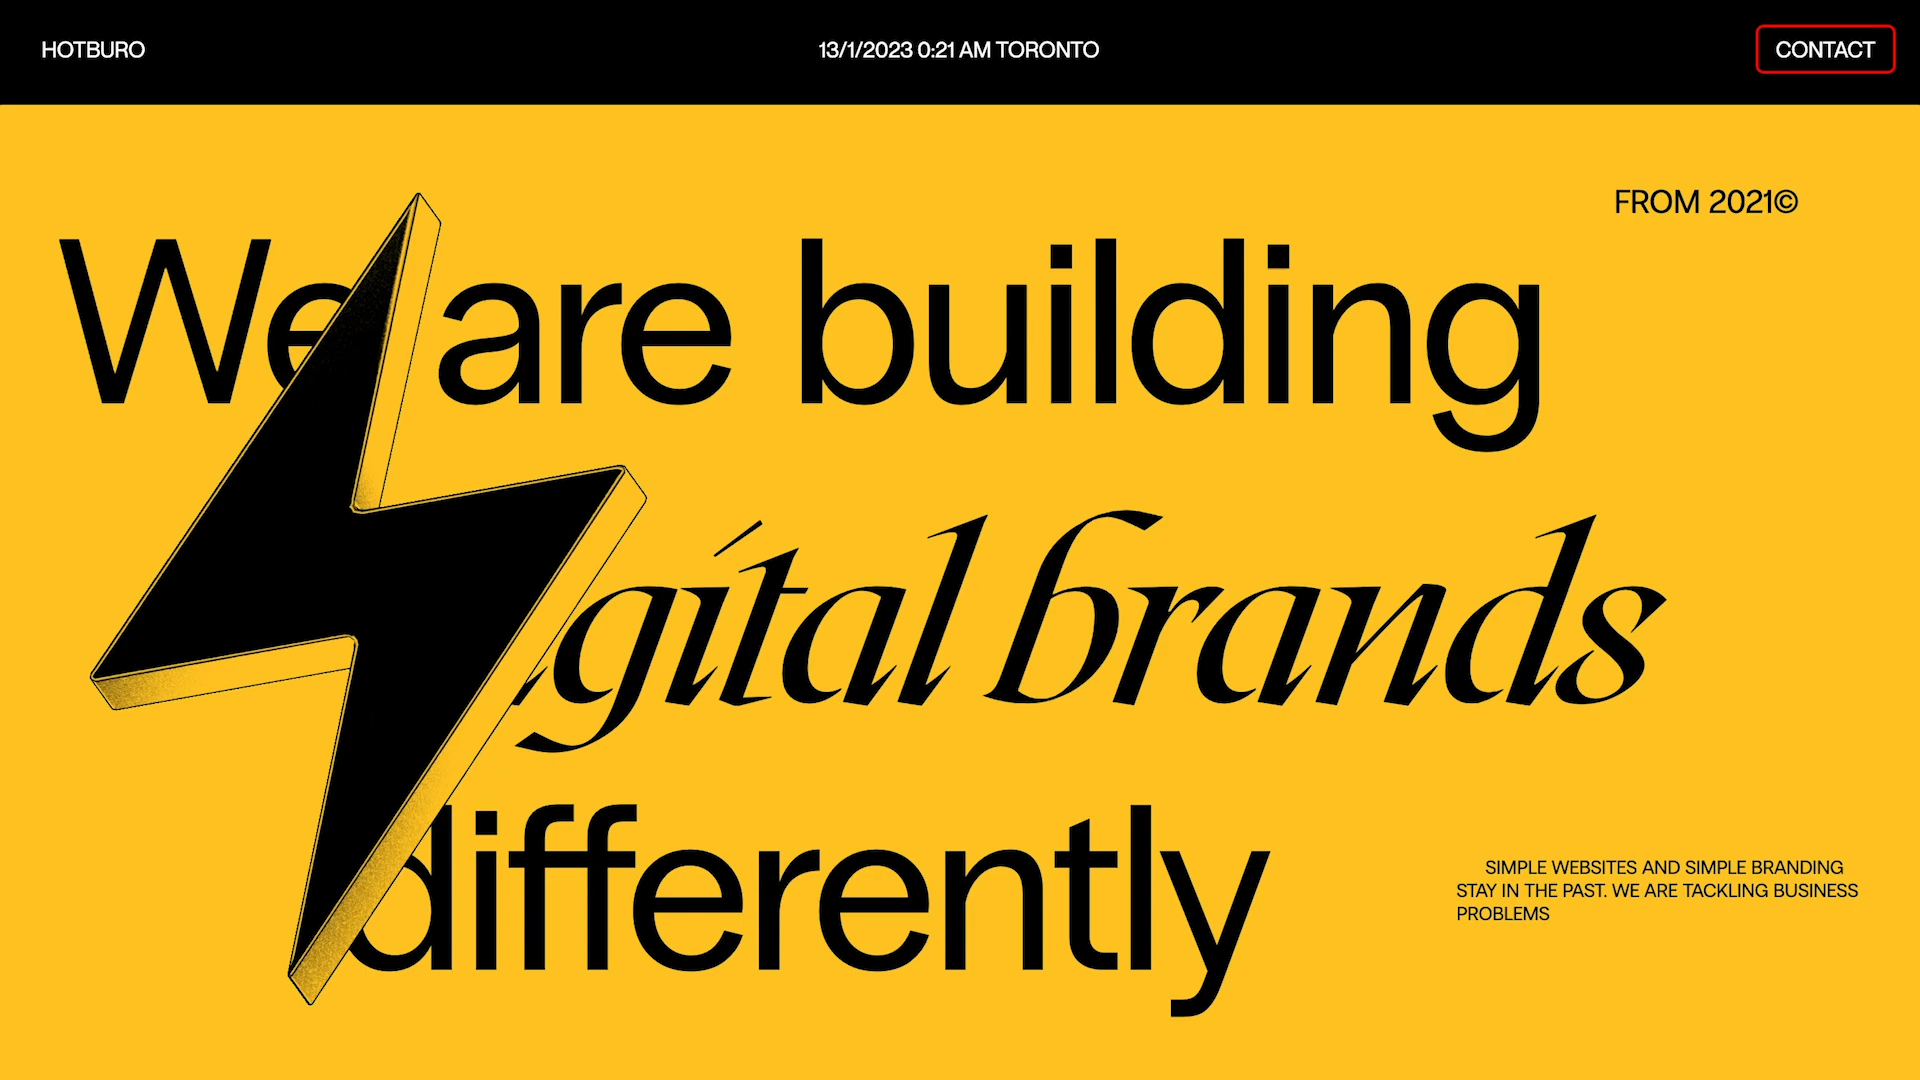 HOTBURO
13/1/2023 0:21 AM TORONTO
CONTACT
FROM 2021©
We are building
igital brands
differently
SIMPLE WEBSITES AND SIMPLE BRANDING
STAY IN THE PAST. WE ARE TACKLING BUSINESS
PROBLEMS